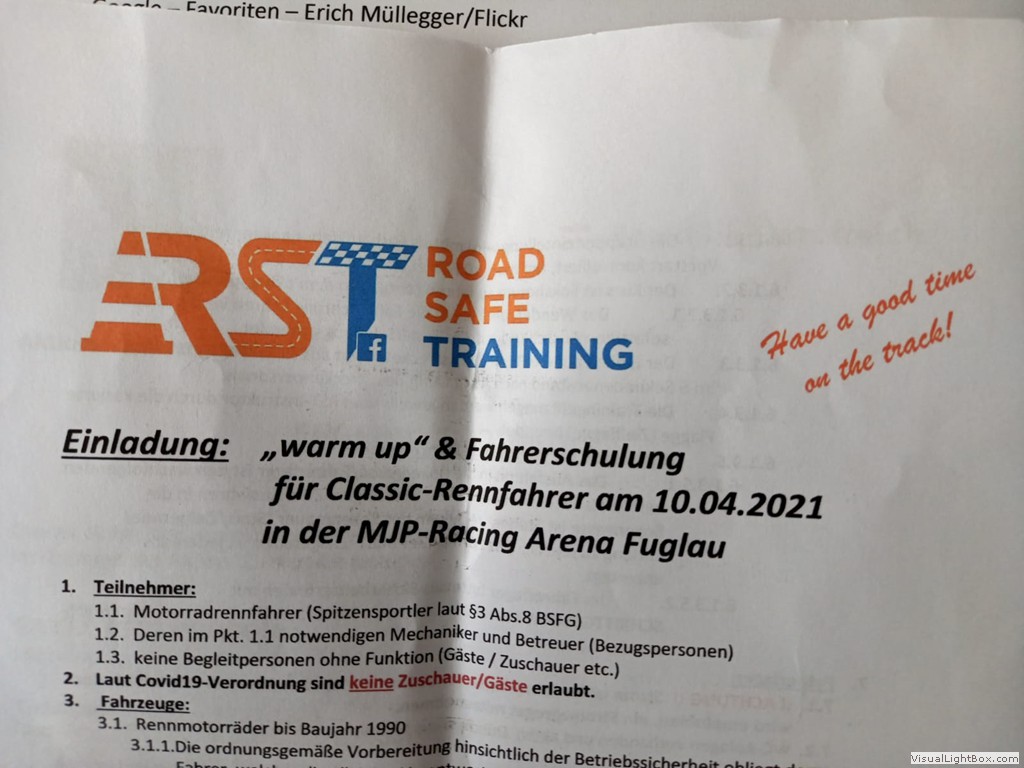 Google – Favoriten – Erich Müllegger/Flickr
RST ROAD
SAFE
TRAINING
f
Have a good time
on the track!
Einladung: „warm up“ & Fahrerschulung
für Classic-Rennfahrer am 10.04.2021
in der MJP-Racing Arena Fuglau
1. Teilnehmer:
1.1. Motorradrennfahrer (Spitzensportler laut §3 Abs.8 BSFG)
1.2. Deren im Pkt. 1.1 notwendigen Mechaniker und Betreuer (Bezugspersonen)
1.3. keine Begleitpersonen ohne Funktion (Gäste / Zuschauer etc.)
2. Laut Covid19-Verordnung sind keine Zuschauer/Gäste erlaubt.
3. Fahrzeuge:
3.1. Rennmotorräder bis Baujahr 1990
3.1.1.Die ordnungsgemäße Vorbereitung hinsichtlich der Betriebssicherheit obliegt
VisualLightBox.com